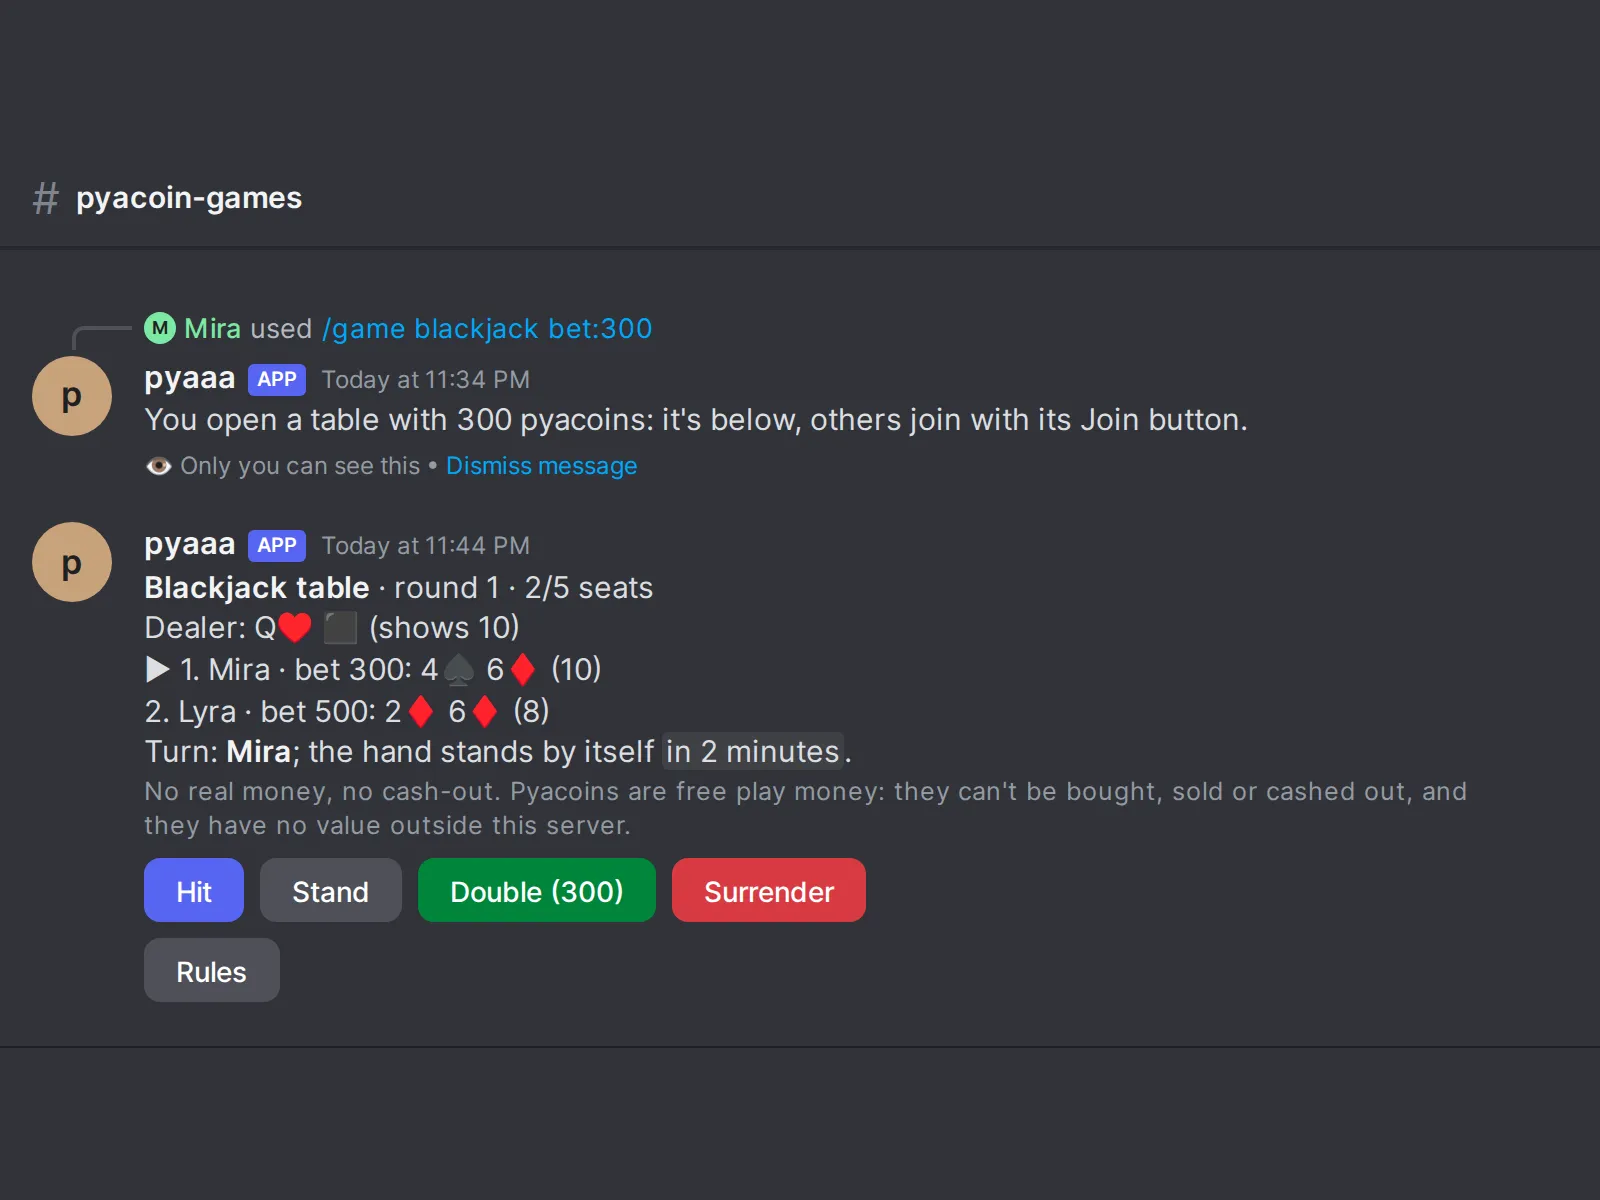 # pyacoin-games
M Mira used /game blackjack bet:300
p
pyaaa APP Today at 11:34 PM
You open a table with 300 pyacoins: it's below, others join with its Join button.
👁️ Only you can see this • Dismiss message
p
pyaaa APP Today at 11:44 PM
Blackjack table · round 1 · 2/5 seats
Dealer: Q♥️ ⬛ (shows 10)
▶ 1. Mira · bet 300: 4♠️ 6♦️ (10)
2. Lyra · bet 500: 2♦️ 6♦️ (8)
Turn: Mira; the hand stands by itself in 2 minutes.
No real money, no cash-out. Pyacoins are free play money: they can't be bought, sold or cashed out, and
they have no value outside this server.
Hit Stand Double (300) Surrender
Rules